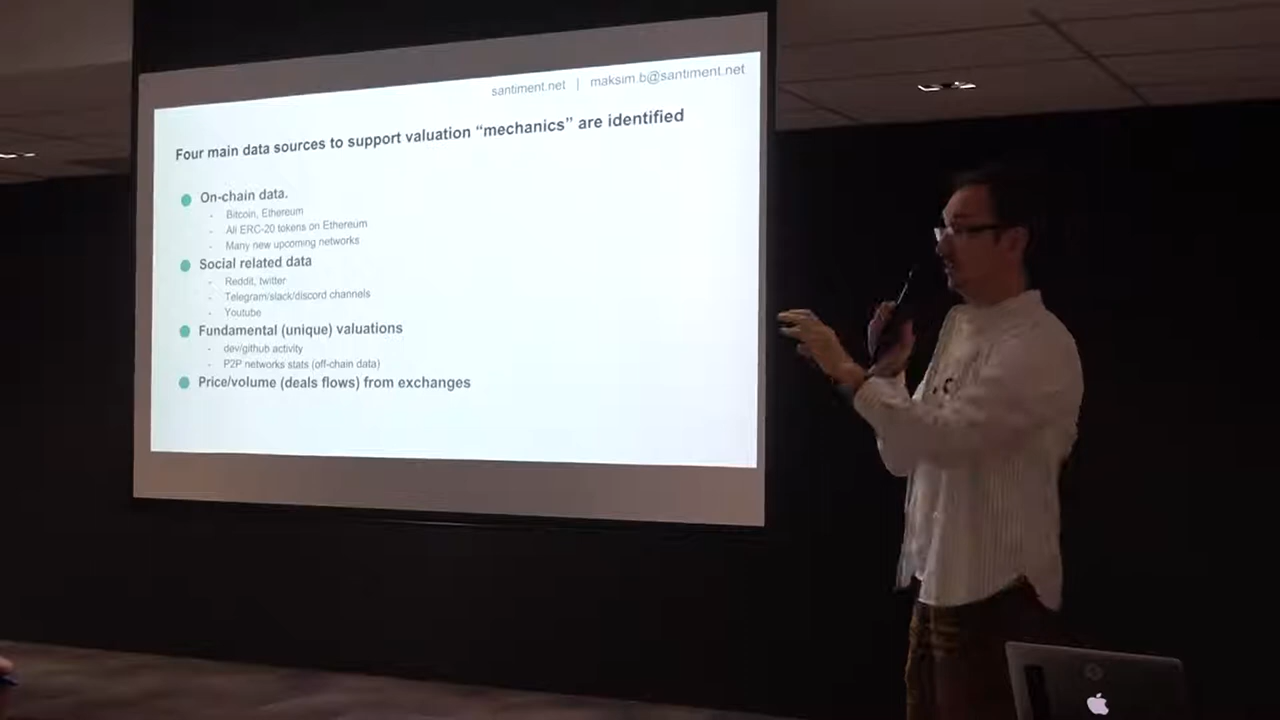 santiment.net | maksim.b@santiment.net
Four main data sources to support valuation “mechanics” are identified
On-chain data.
- Bitcoin, Ethereum
- All ERC-20 tokens on Ethereum
- Many new upcoming networks
Social related data
- Reddit, twitter
- Telegram/slack/discord channels
- Youtube
Fundamental (unique) valuations
- dev/github activity
- P2P networks stats (off-chain data)
Price/volume (deals flows) from exchanges